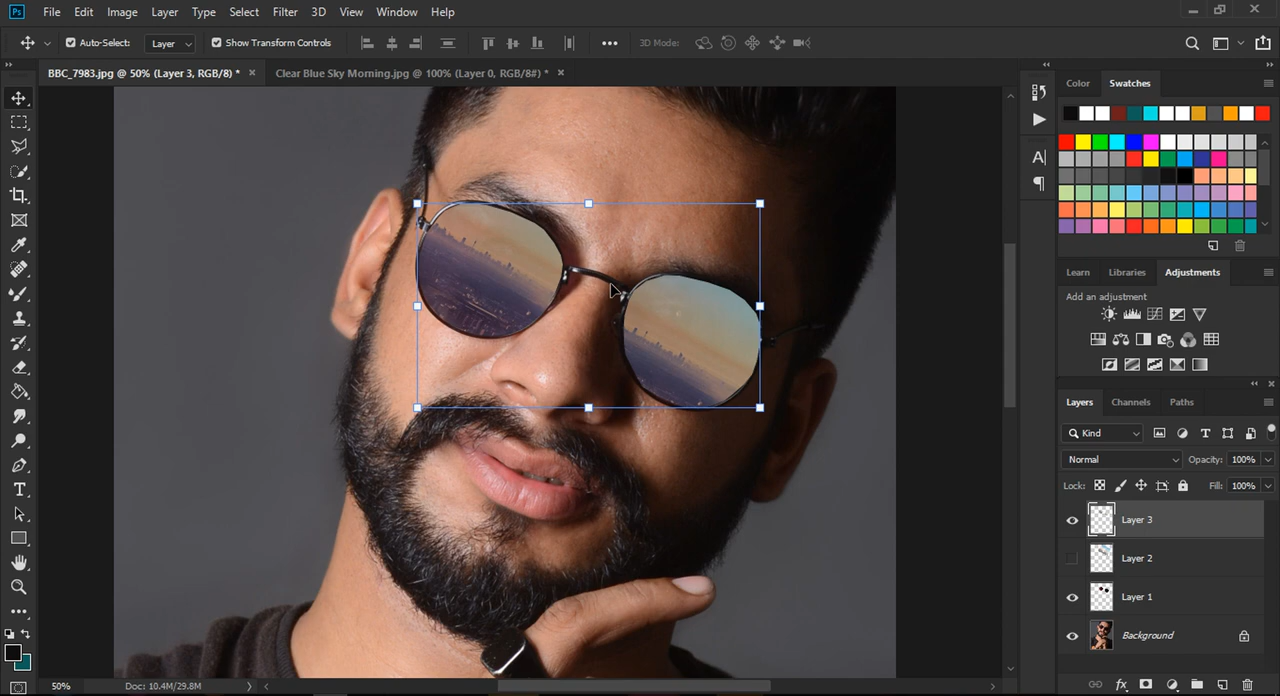 Ps File Edit Image Layer Type Select Filter 3D View Window Help
Auto-Select: Layer Show Transform Controls 3D Mode:
BBC_7983.jpg @ 50% (Layer 3, RGB/8) * × Clear Blue Sky Morning.jpg @ 100% (Layer 0, RGB/8#) * ×
Color Swatches
Learn Libraries Adjustments
Add an adjustment
Layers Channels Paths
Kind
Normal Opacity: 100%
Lock: Fill: 100%
Layer 3
Layer 2
Layer 1
Background
50% Doc: 10.4M/29.8M